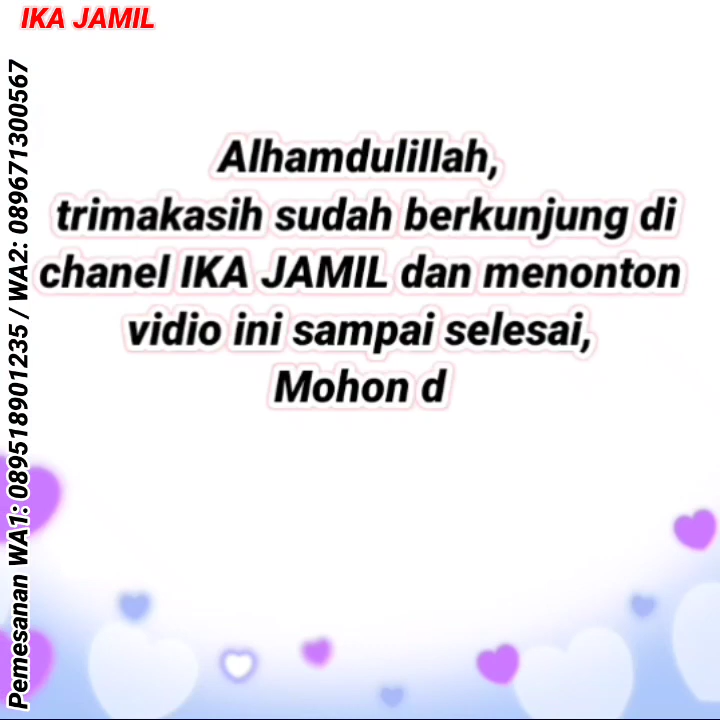 IKA JAMIL
Pemesanan WA1: 089518901235 / WA2: 089671300567
Alhamdulillah,
trimakasih sudah berkunjung di
chanel IKA JAMIL dan menonton
vidio ini sampai selesai,
Mohon d